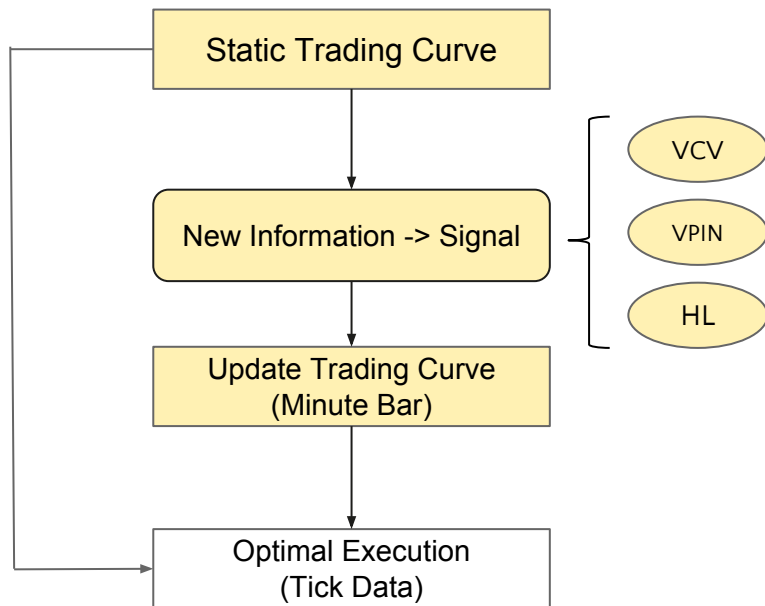 Static Trading Curve
New Information -> Signal
VCV
VPIN
HL
Update Trading Curve
(Minute Bar)
Optimal Execution
(Tick Data)